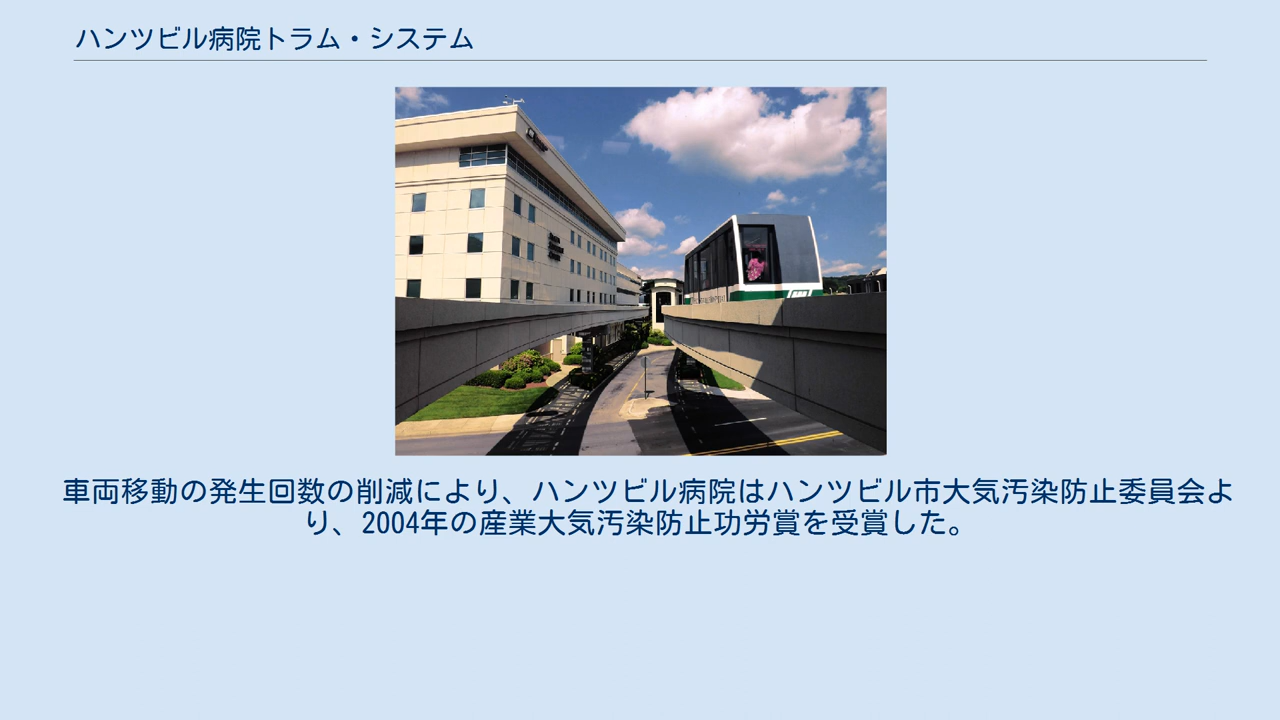 ハンツビル病院トラム・システム
車両移動の発生回数の削減により、ハンツビル病院はハンツビル市大気汚染防止委員会よ
り、2004年の産業大気汚染防止功労賞を受賞した。